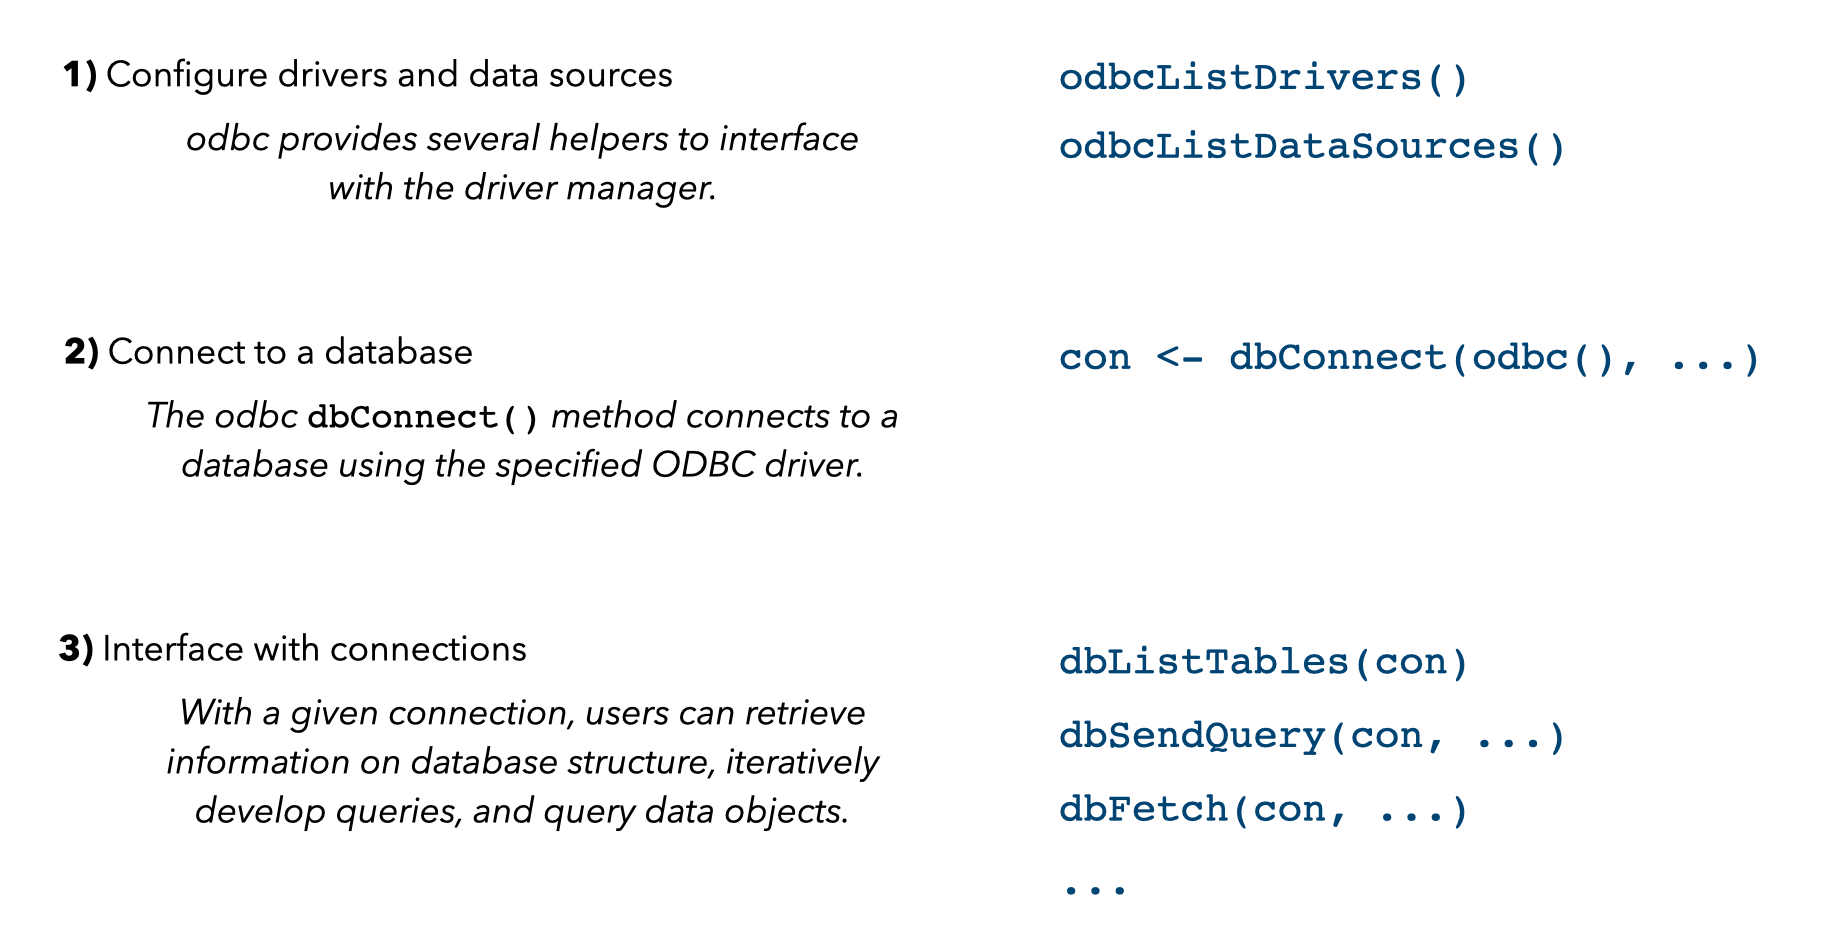 1) Configure drivers and data sources
odbcListDrivers()
odbc provides several helpers to interface
odbcListDataSources()
with the driver manager.
2) Connect to a database
con <- dbConnect(odbc(), ...)
The odbc dbConnect() method connects to a
database using the specified ODBC driver.
3) Interface with connections
dbListTables(con)
With a given connection, users can retrieve
dbSendQuery(con, ...)
information on database structure, iteratively
develop queries, and query data objects.
dbFetch(con, ...)
...